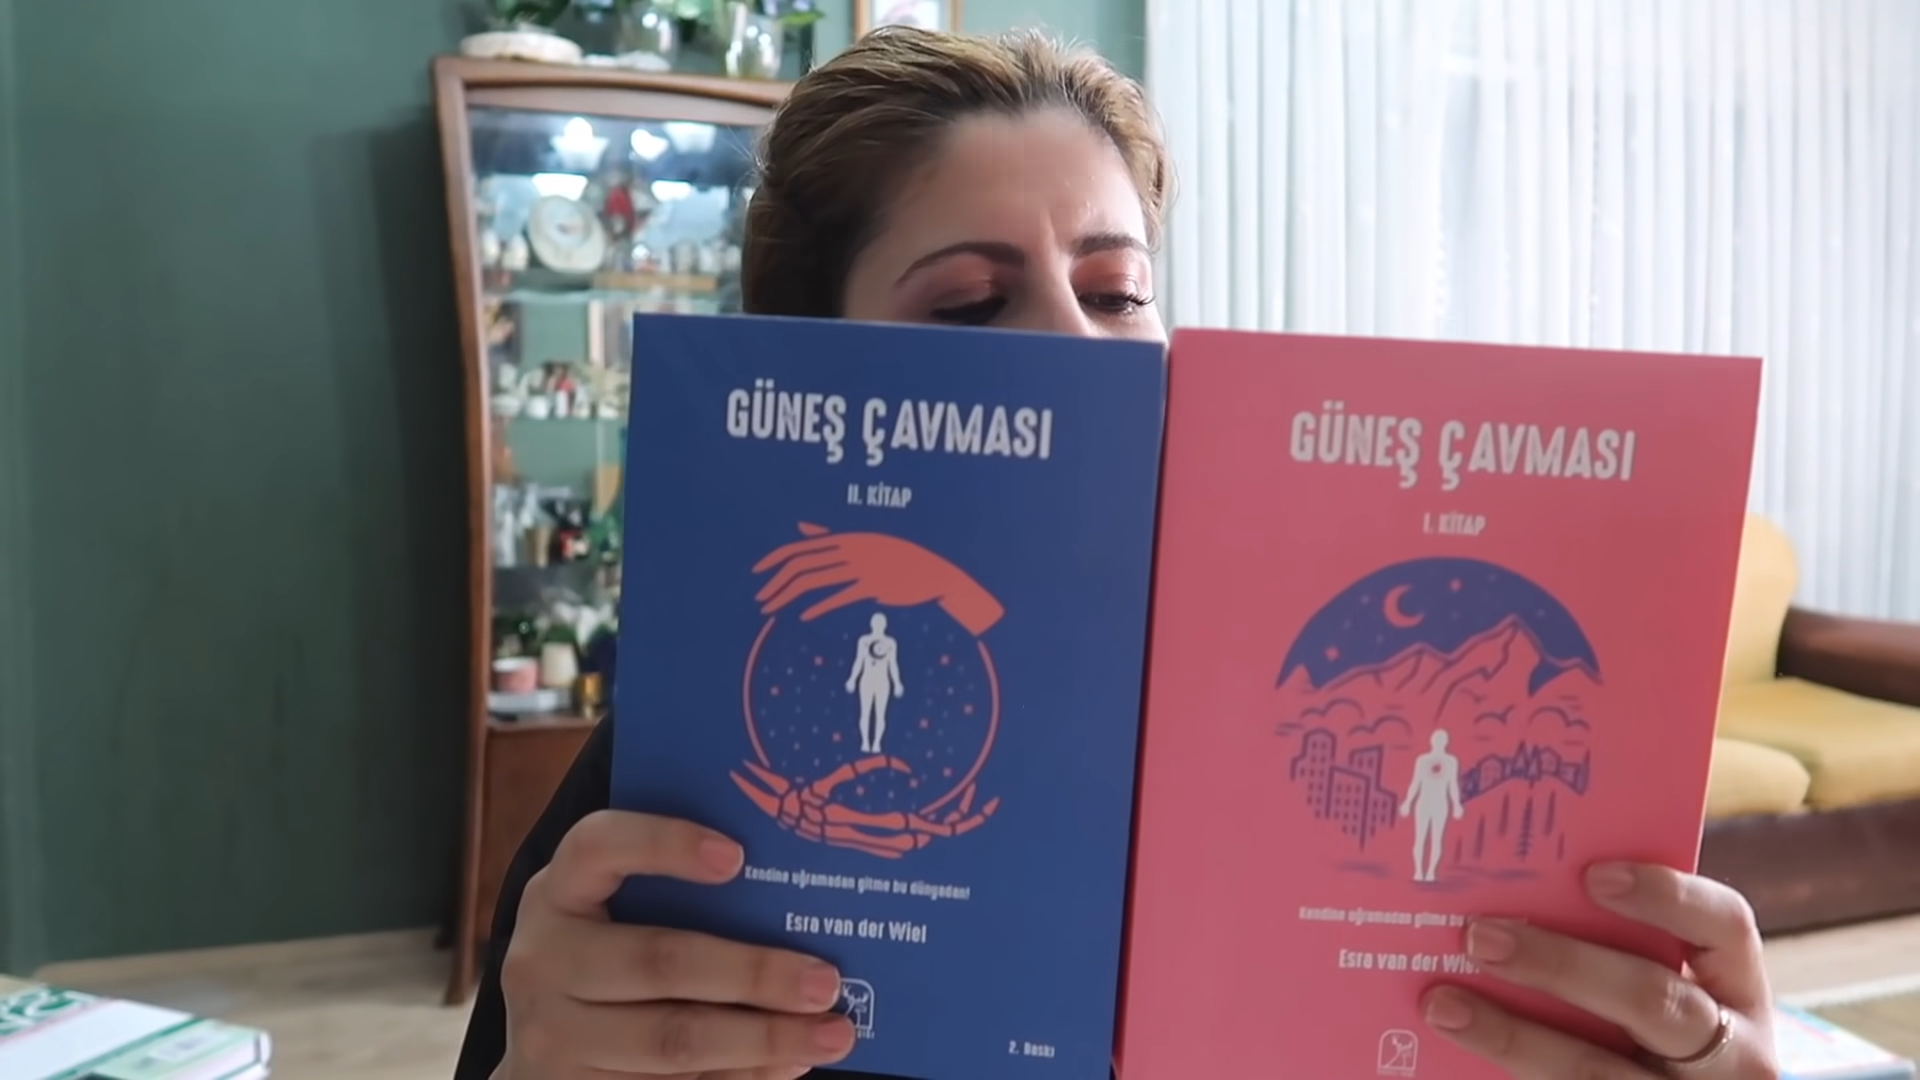 GÜNEŞ ÇAVMASI
II. KİTAP
Kendine uğramadan gitme bu dünyadan!
Esra van der Wiel
2. Baskı
GÜNEŞ ÇAVMASI
I. KİTAP
Kendine uğramadan gitme bu
Esra van der Wiel